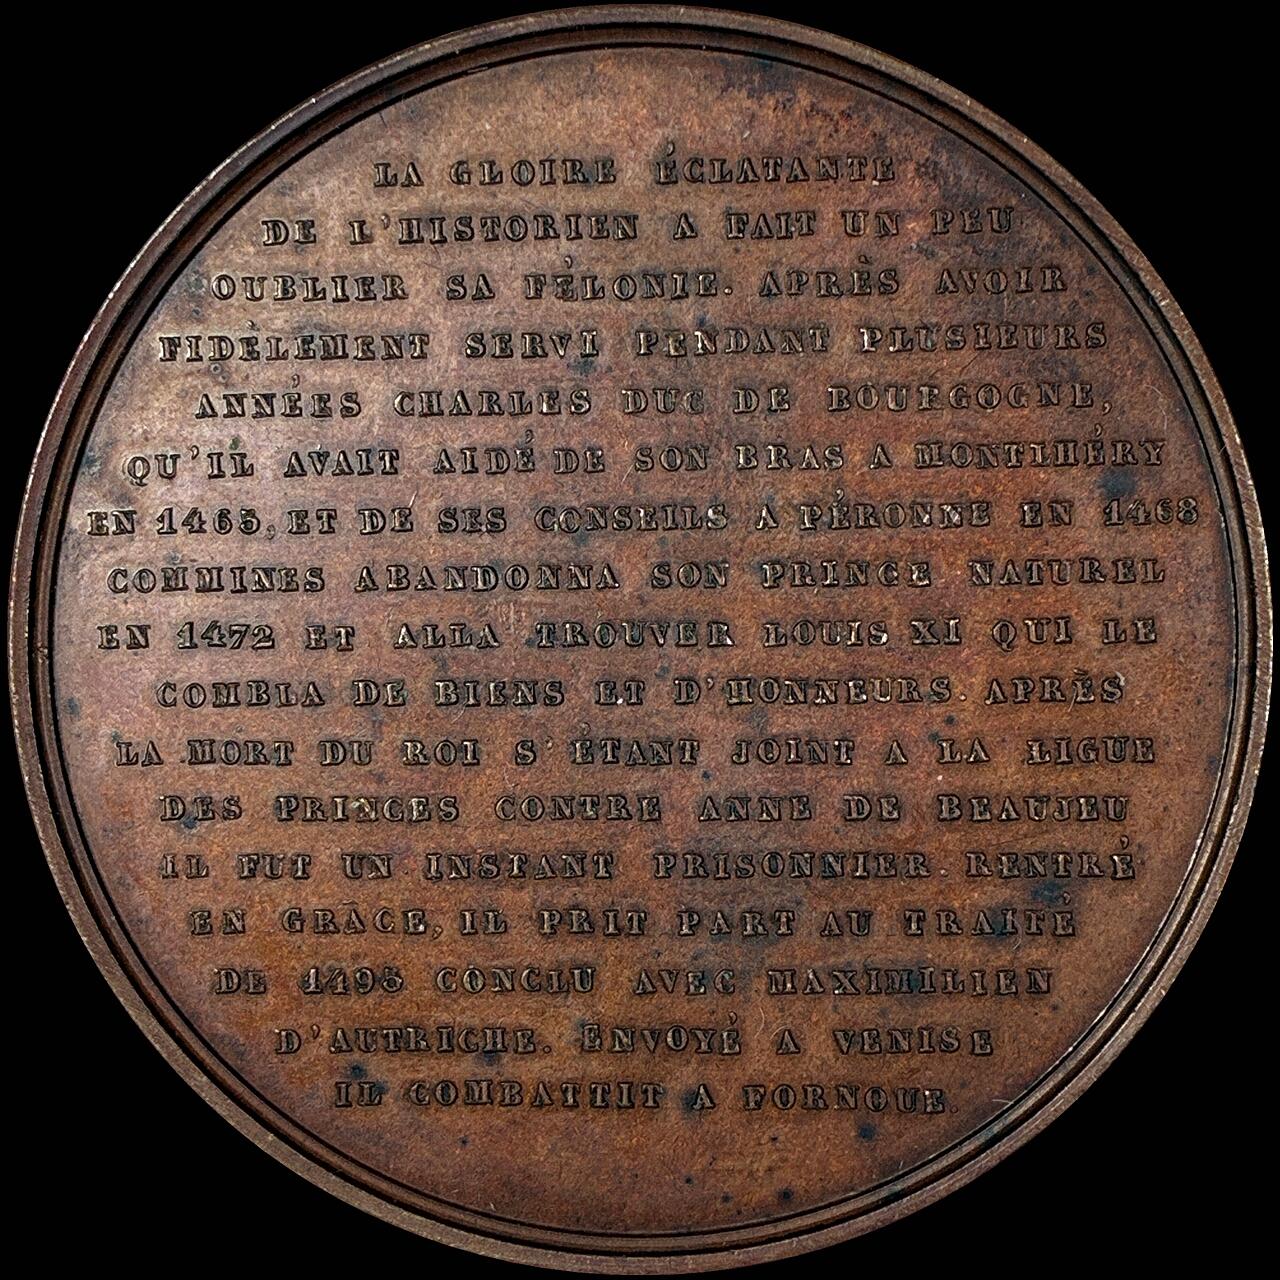 LA GLOIRE ÉCLATANTE
DE L'HISTORIEN A FAIT UN PEU
OUBLIER SA FÉLONIE. APRÈS AVOIR
FIDÈLEMENT SERVI PENDANT PLUSIEURS
ANNÉES CHARLES DUC DE BOURGOGNE,
QU'IL AVAIT AIDÉ DE SON BRAS A MONTIHÉRY
EN 1465, ET DE SES CONSEILS A PÉRONNE EN 1468
COMMINES ABANDONNA SON PRINCE NATUREL
EN 1472 ET ALLA TROUVER LOUIS XI QUI LE
COMBLA DE BIENS ET D'HONNEURS. APRÈS
LA MORT DU ROI S'ÉTANT JOINT A LA LIGUE
DES PRINCES CONTRE ANNE DE BEAUJEU
IL FUT UN INSTANT PRISONNIER. RENTRÉ
EN GRÂCE, IL PRIT PART AU TRAITÉ
DE 1495 CONCLU AVEC MAXIMILIEN
D'AUTRICHE. ENVOYÉ A VENISE
IL COMBATTIT A FORNOUE.